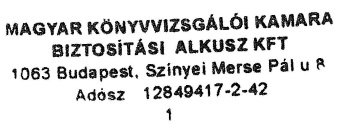 MAGYAR KÖNYVVIZSGÁLÓI KAMARA
BIZTOSÍTÁSI ALKUSZ KFT
1063 Budapest, Szinyei Merse Pál u 8
Adósz 12849417-2-42
1